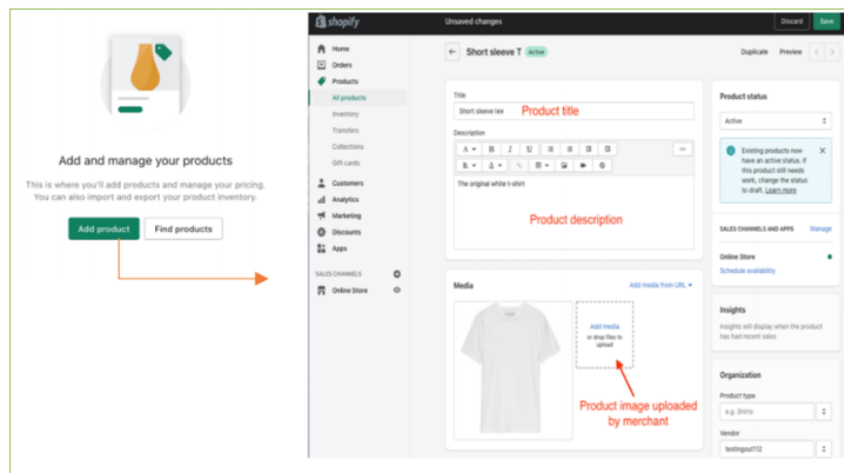 Add and manage your products
This is where you'll add products and manage your pricing.
You can also import and export your product inventory.
Add product
Find products
shopify
Unsaved changes
Discard
Save
Home
Orders
Products
All products
Inventory
Transfers
Collections
Gift cards
Customers
Analytics
Marketing
Discounts
Apps
SALES CHANNELS
Online Store
Short sleeve T Active
Duplicate Preview
Title
Short sleeve tee
Product title
Description
A B I U
A
The original white t-shirt
Product description
Media
Add media from URL
Add media
or drop files to
upload
Product image uploaded
by merchant
Product status
Active
Existing products now
have an active status. If
this product still needs
work, change the status
to draft. Learn more
SALES CHANNELS AND APPS Manage
Online Store
Schedule availability
Insights
Insights will display when the product
has had recent sales
Organization
Product type
e.g. Shirts
Vendor
testingout112